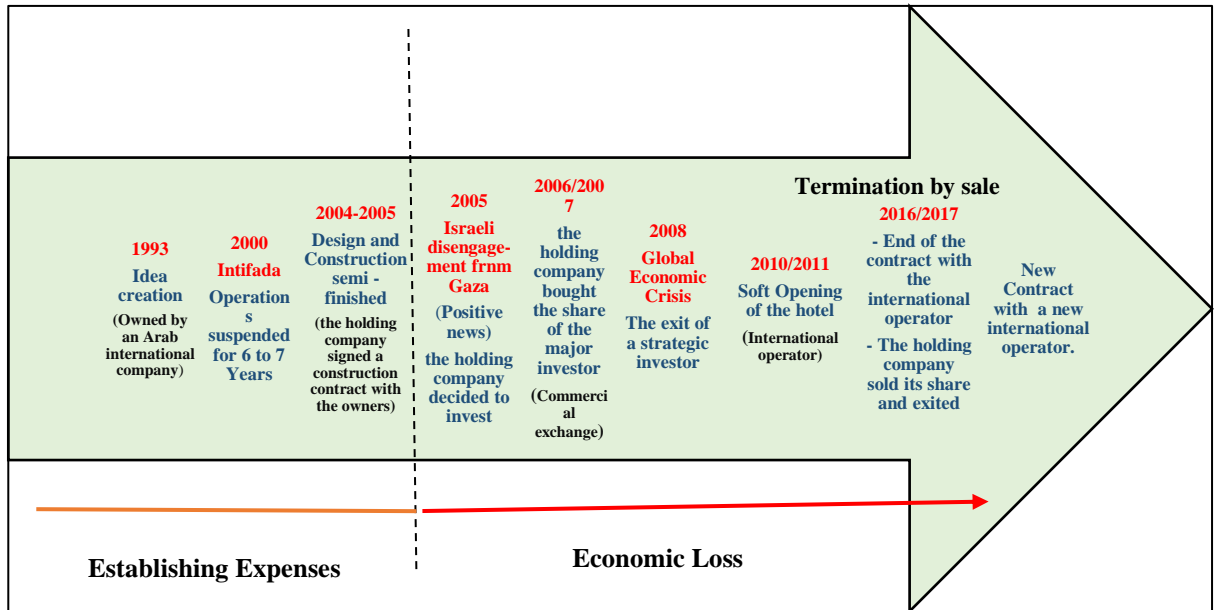 Termination by sale
1993
Idea
creation
(Owned by
an Arab
international
company)
2000
Intifada
Operation
s
suspended
for 6 to 7
Years
2004-2005
Design and
Construction
semi -
finished
(the holding
company
signed a
construction
contract with
the owners)
2005
Israeli
disengage-
ment frnm
Gaza
(Positive
news)
the holding
company
decided to
invest
2006/200
7
the
holding
company
bought
the share
of the
major
investor
(Commerci
al
exchange)
2008
Global
Economic
Crisis
The exit of
a strategic
investor
2010/2011
Soft Opening
of the hotel
(International
operator)
2016/2017
- End of the
contract with
the
international
operator
- The holding
company
sold its share
and exited
New
Contract
with a new
international
operator.
Establishing Expenses
Economic Loss